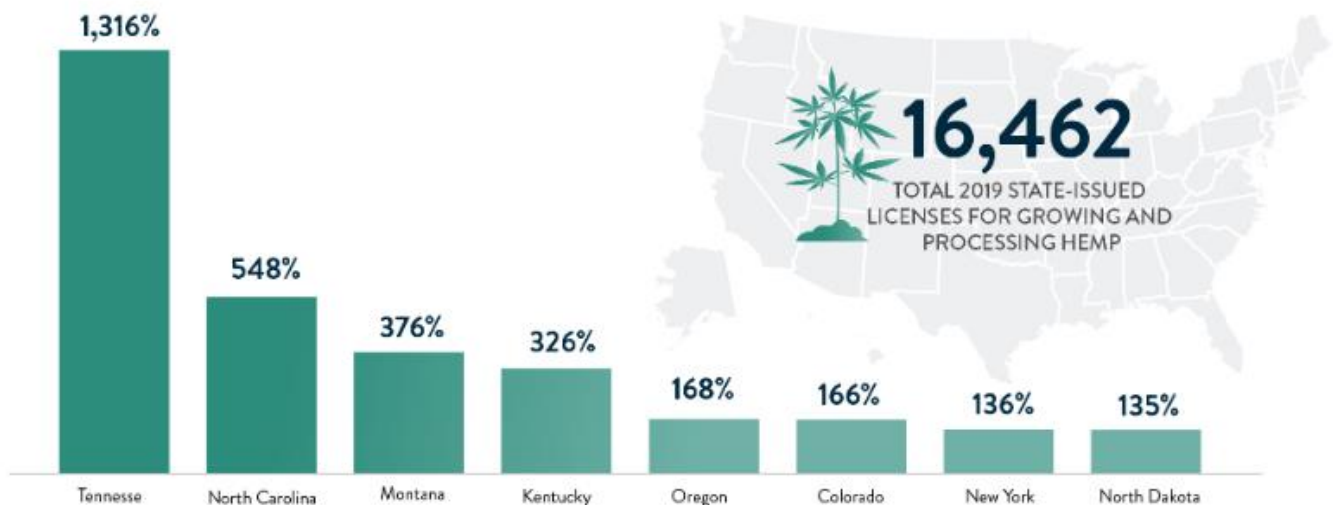 1,316%
548%
376%
326%
168%
166%
136%
135%
16,462
TOTAL 2019 STATE-ISSUED
LICENSES FOR GROWING AND
PROCESSING HEMP
Tennesse
North Carolina
Montana
Kentucky
Oregon
Colorado
New York
North Dakota